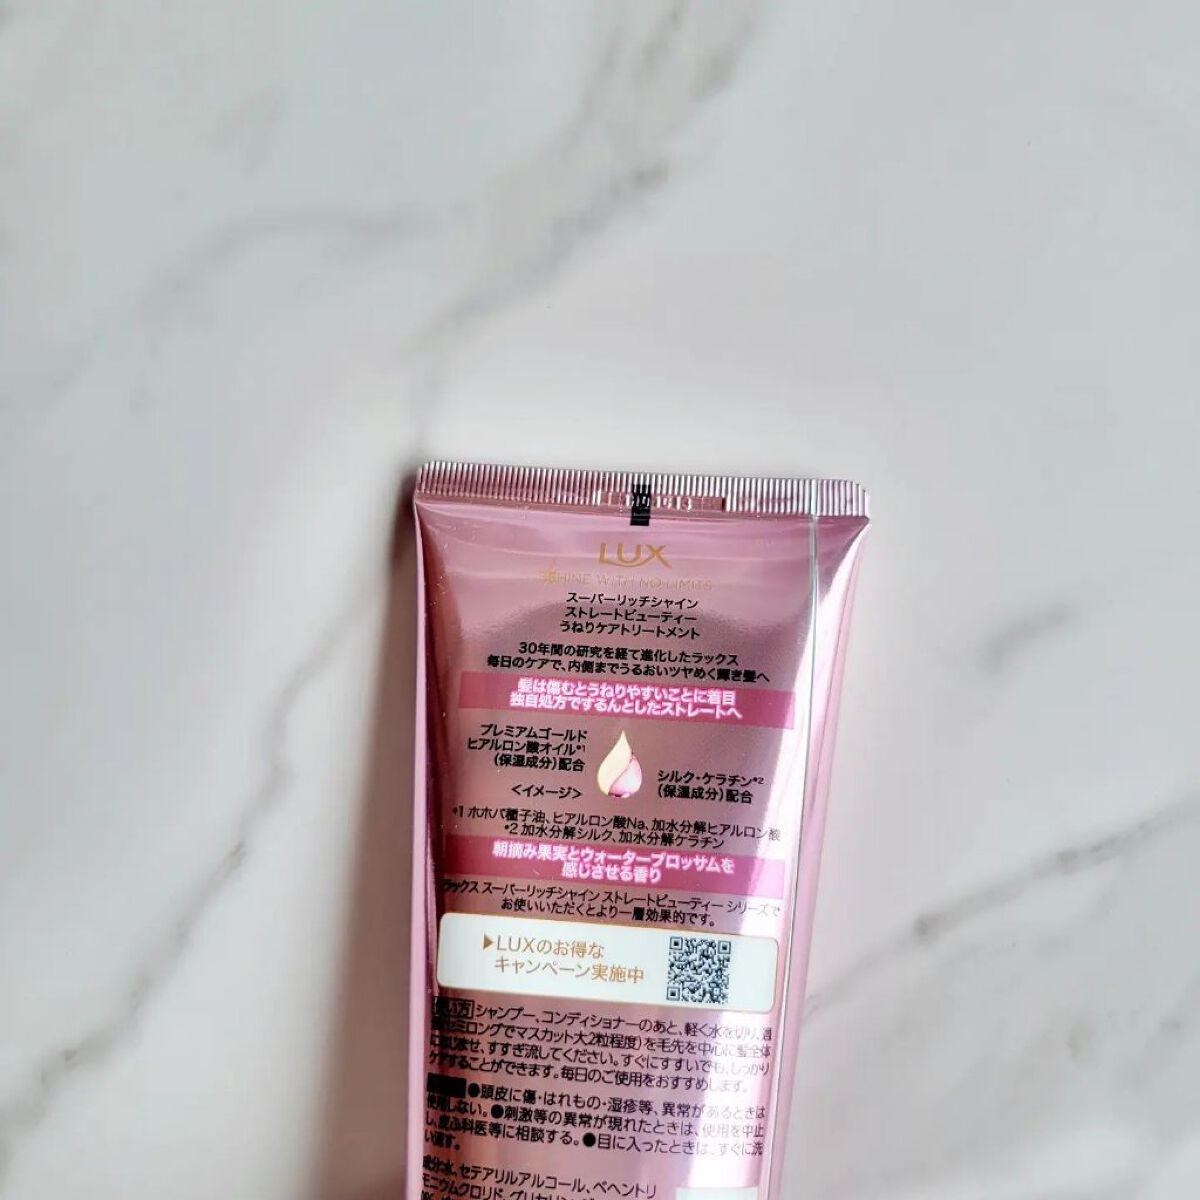 LUX
SHINE WITH NO LIMITS
スーパーリッチシャイン
ストレートビューティー
うねりケアトリートメント
30年間の研究を経て進化したラックス
毎日のケアで、内側までうるおいツヤめく輝き髪へ
髪は傷むとうねりやすいことに着目
独自処方でするんとしたストレートへ
プレミアムゴールド
ヒアルロン酸オイル*1
(保湿成分)配合
シルク・ケラチン*2
(保湿成分)配合
<イメージ>
*1 ホホバ種子油、ヒアルロン酸Na、加水分解ヒアルロン酸
*2 加水分解シルク、加水分解ケラチン
朝摘み果実とウォーターブロッサムを
感じさせる香り
ラックス スーパーリッチシャイン ストレートビューティー シリーズで
お使いいただくとより一層効果的です。
▶LUXのお得な
キャンペーン実施中
使い方 シャンプー、コンディショナーのあと、軽く水を切り、適
ミロングでマスカット大2粒程度)を毛先を中心に髪全体
になじませ、すすぎ流してください。すぐにすすいでも、しっかり
ケアすることができます。毎日のご使用をおすすめします。
●頭皮に傷・はれもの・湿疹等、異常があるときは
使用しない。●刺激等の異常が現れたときは、使用を中止
し、皮ふ科医等に相談する。●目に入ったときは、すぐに洗
い流す。
成分 水、セテアリルアルコール、ベヘントリ
モニウムクロリド、グリセリン、